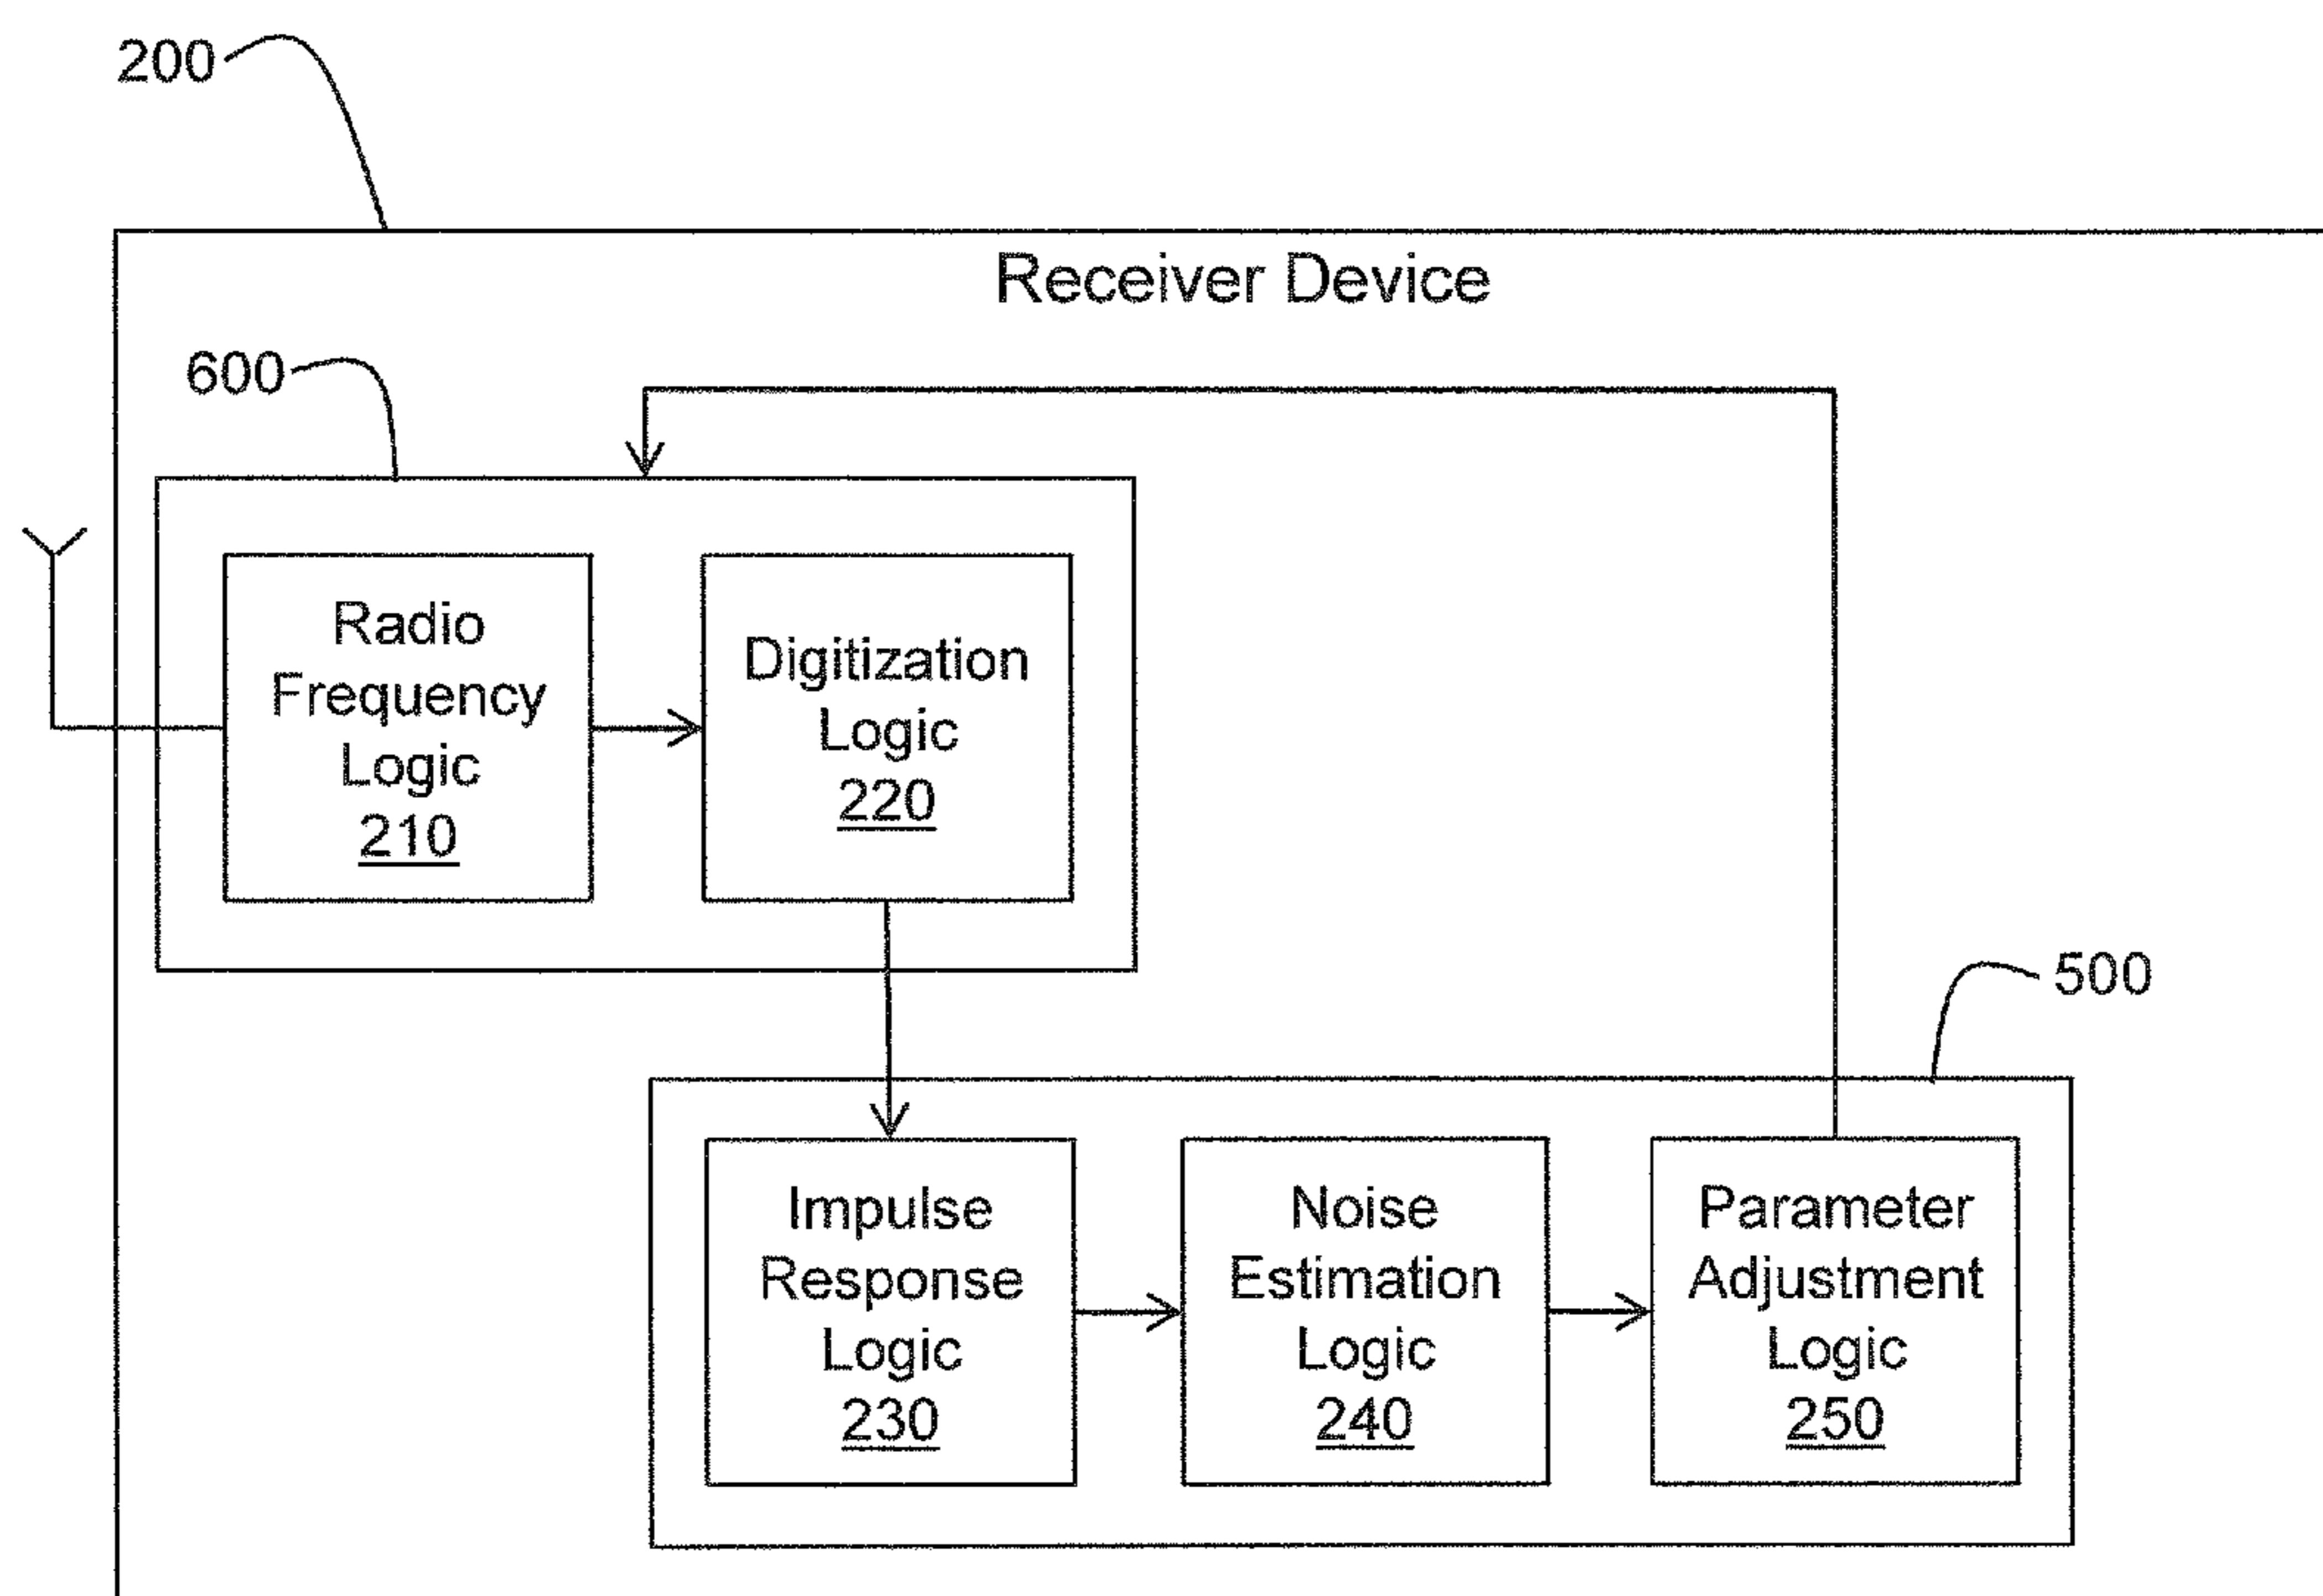 200
Receiver Device
600
Radio
Frequency
Logic
210
Digitization
Logic
220
500
Impulse
Response
Logic
230
Noise
Estimation
Logic
240
Parameter
Adjustment
Logic
250